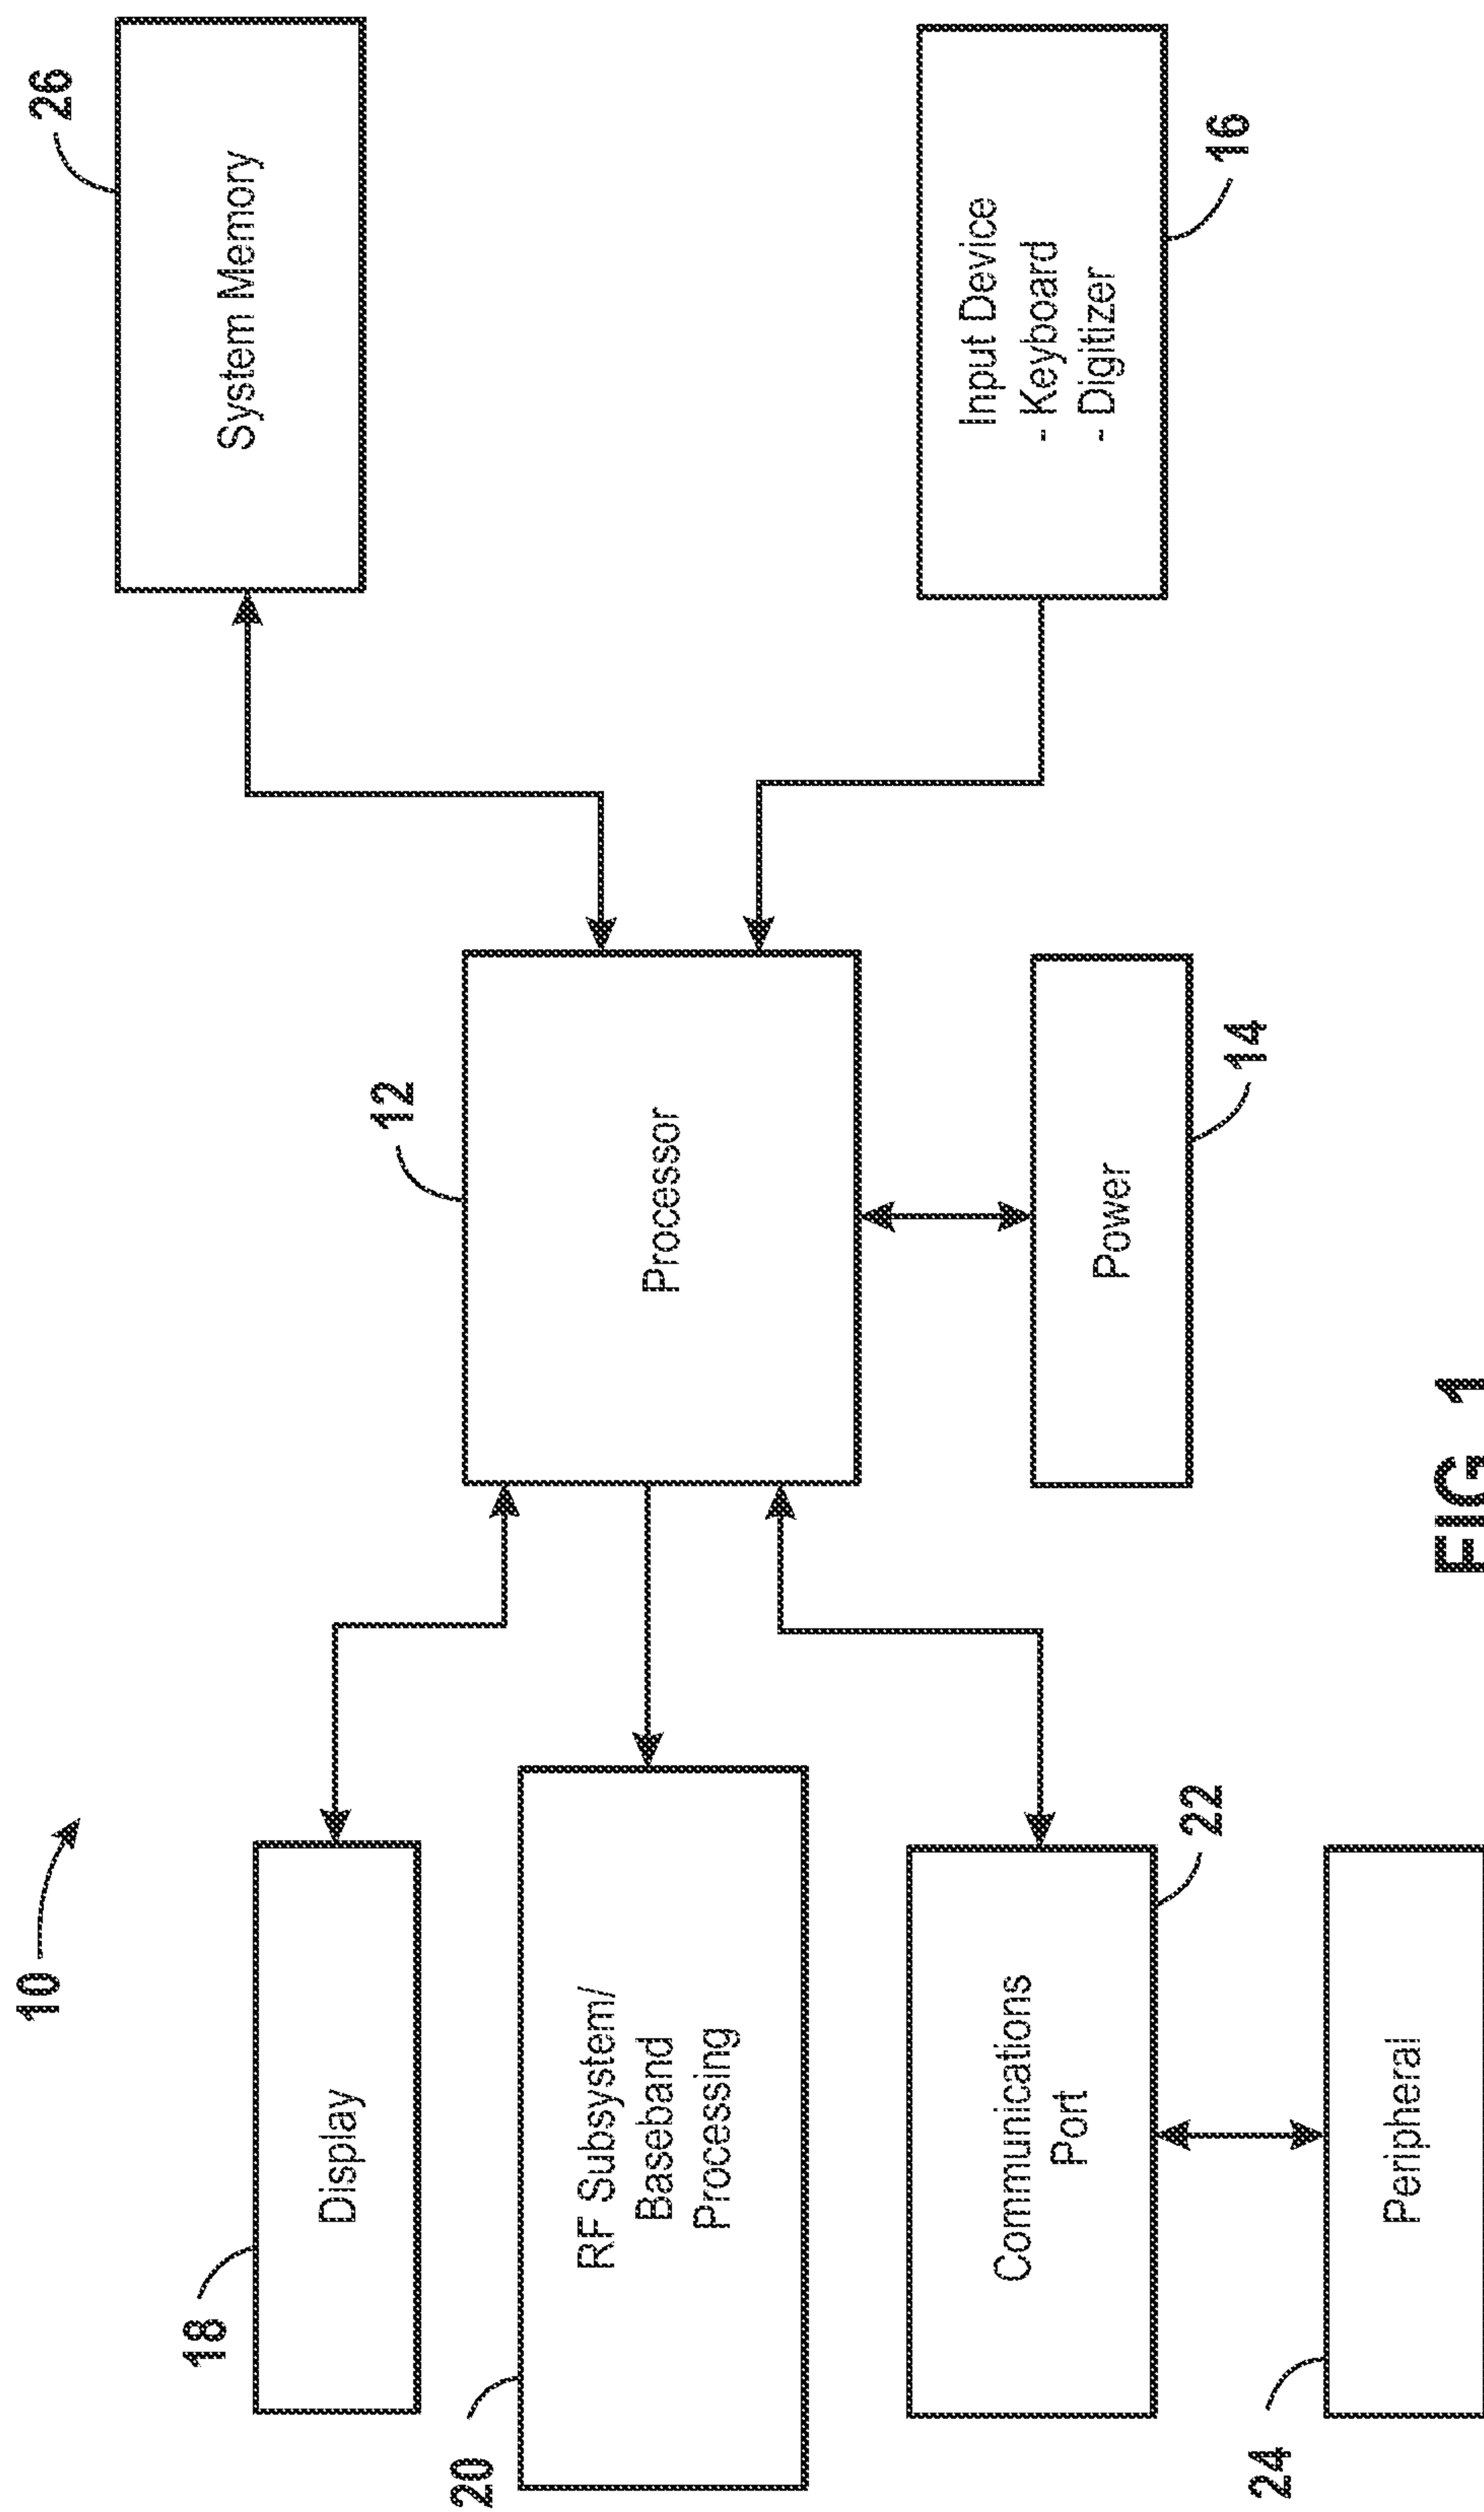 10
18
Display
20
RF Subsystem/
Baseband
Processing
Communications
Port
22
24
Peripheral
12
Processor
Power
14
26
System Memory
Input Device
- Keyboard
- Digitizer
16
FIG. 1